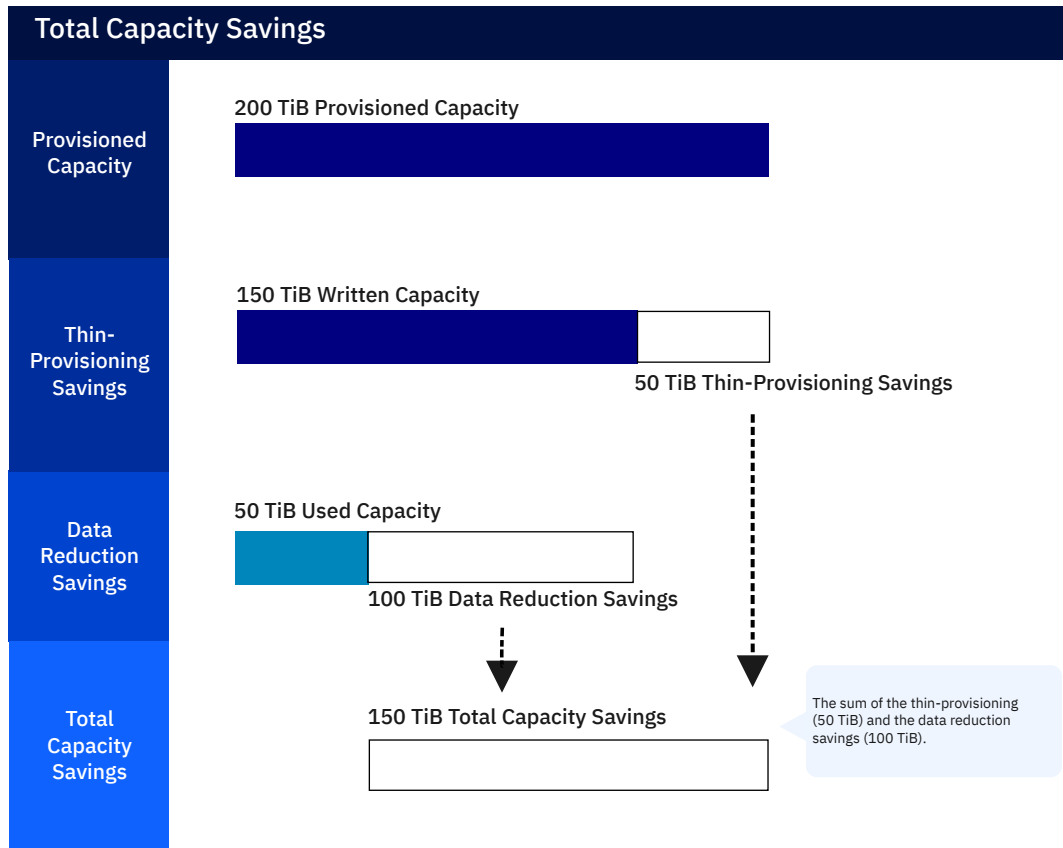 Total Capacity Savings
Provisioned
Capacity
200 TiB Provisioned Capacity
Thin-
Provisioning
Savings
150 TiB Written Capacity
50 TiB Thin-Provisioning Savings
Data
Reduction
Savings
50 TiB Used Capacity
100 TiB Data Reduction Savings
Total
Capacity
Savings
150 TiB Total Capacity Savings
The sum of the thin-provisioning
(50 TiB) and the data reduction
savings (100 TiB).